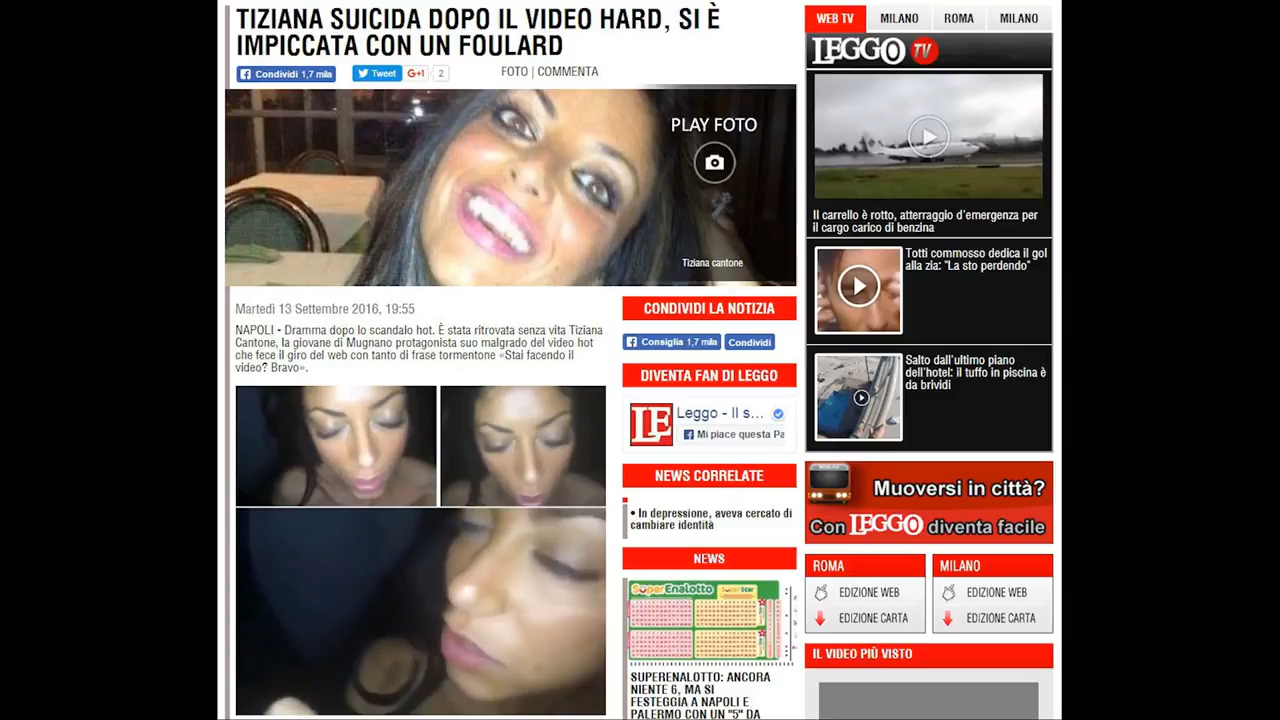 TIZIANA SUICIDA DOPO IL VIDEO HARD, SI È
IMPICCATA CON UN FOULARD
Condividi 1,7 mila
Tweet
G+1
2
FOTO | COMMENTA
PLAY FOTO
Tiziana cantone
Martedì 13 Settembre 2016, 19:55
NAPOLI - Dramma dopo lo scandalo hot. È stata ritrovata senza vita Tiziana
Cantone, la giovane di Mugnano protagonista suo malgrado del video hot
che fece il giro del web con tanto di frase tormentone «Stai facendo il
video? Bravo».
CONDIVIDI LA NOTIZIA
Consiglia 1,7 mila
Condividi
DIVENTA FAN DI LEGGO
LE
Leggo - Il s...
Mi piace questa Pa
NEWS CORRELATE
• In depressione, aveva cercato di
cambiare identità
NEWS
SuperEnalotto
SuperStar
SUPERENALOTTO: ANCORA
NIENTE 6, MA SI
FESTEGGIA A NAPOLI E
PALERMO CON UN "5" DA
WEB TV
MILANO
ROMA
MILANO
LEGGO TV
Il carrello è rotto, atterraggio d'emergenza per
il cargo carico di benzina
Totti commosso dedica il gol
alla zia: "La sto perdendo"
Salto dall'ultimo piano
dell'hotel: il tuffo in piscina è
da brividi
Muoversi in città?
Con LEGGO diventa facile
ROMA
EDIZIONE WEB
EDIZIONE CARTA
MILANO
EDIZIONE WEB
EDIZIONE CARTA
IL VIDEO PIÙ VISTO